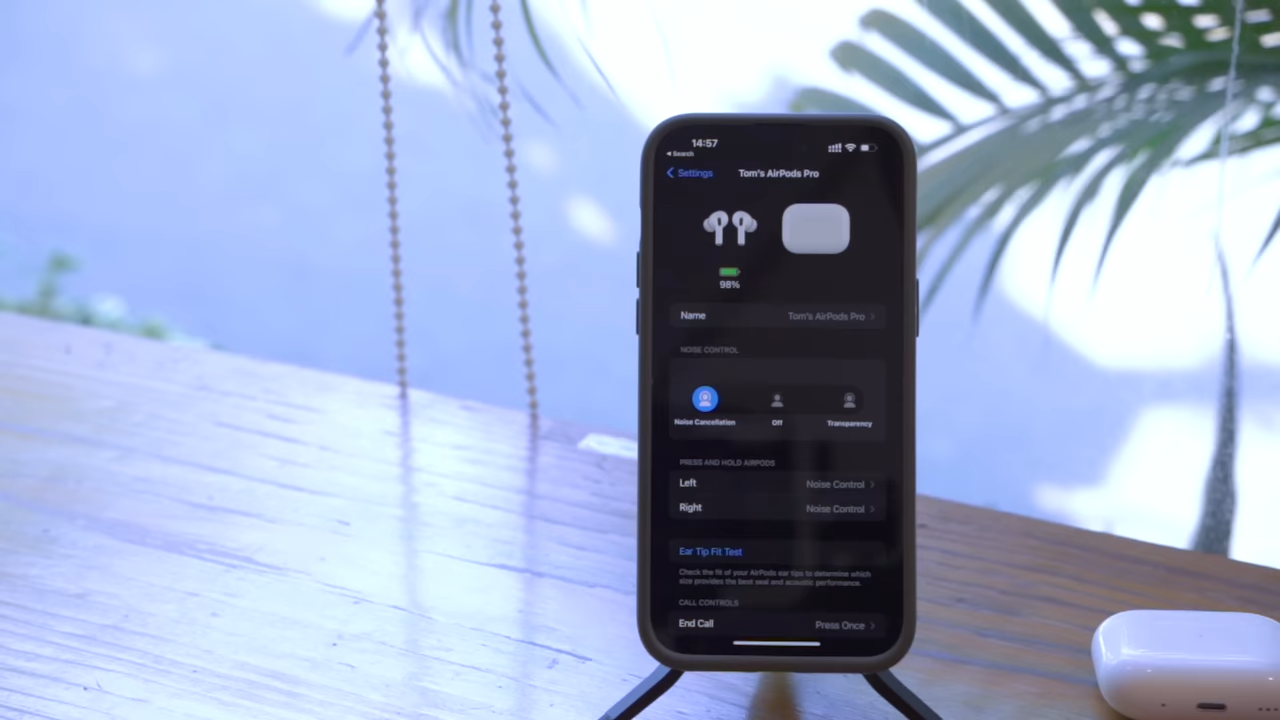 14:57
Search
Settings Tom's AirPods Pro
98%
Name Tom's AirPods Pro
NOISE CONTROL
Noise Cancellation Off Transparency
PRESS AND HOLD AIRPODS
Left Noise Control
Right Noise Control
Ear Tip Fit Test
Check the fit of your AirPods ear tips to determine which
size provides the best seal and acoustic performance.
CALL CONTROLS
End Call Press Once